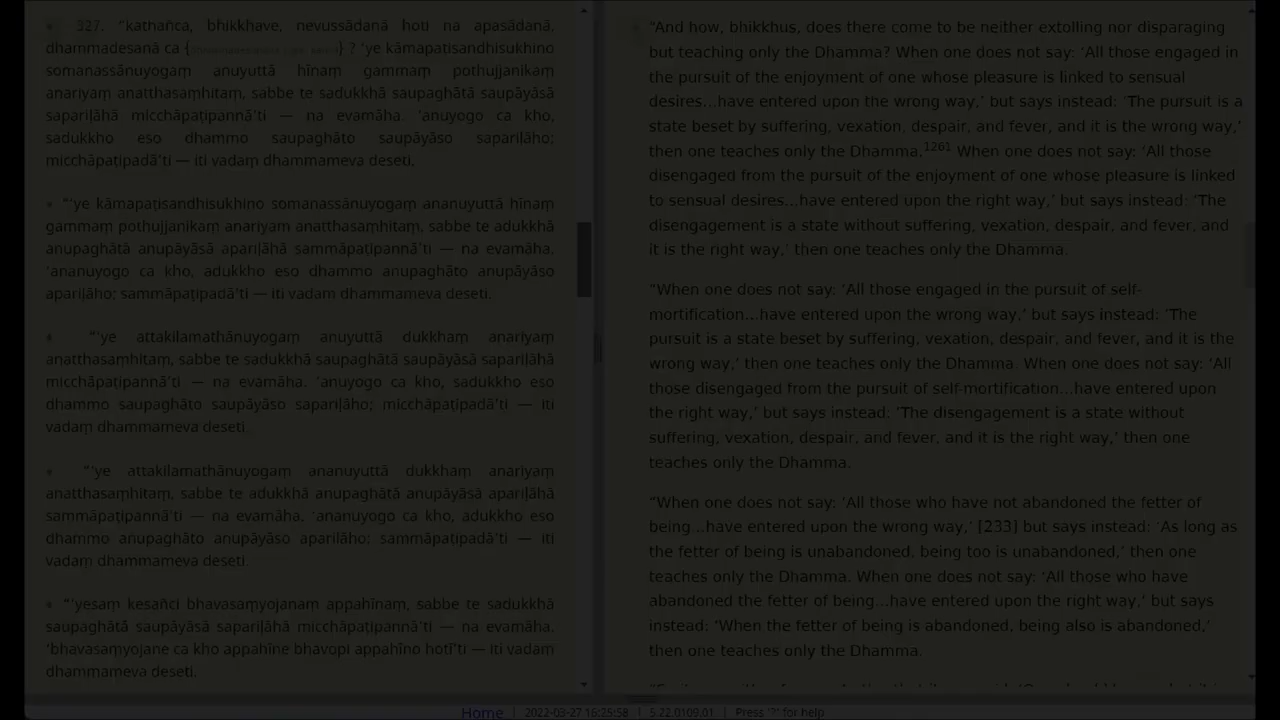 327. “kathañca, bhikkhave, nevussādanā hoti na apasādanā,
dhammadesanā ca { } ? ‘ye kāmapaṭisandhisukhino
somanassānuyogaṃ anuyuttā hīnaṃ gammaṃ pothujjanikaṃ
anariyaṃ anatthasaṃhitaṃ, sabbe te sadukkhā saupaghātā saupāyāsā
sapariḷāhā micchāpaṭipannā’ti — na evamāha. ‘anuyogo ca kho,
sadukkho eso dhammo saupaghāto saupāyāso sapariḷāho;
micchāpaṭipadā’ti — iti vadaṃ dhammameva deseti.
“‘ye kāmapaṭisandhisukhino somanassānuyogaṃ ananuyuttā hīnaṃ
gammaṃ pothujjanikaṃ anariyaṃ anatthasaṃhitaṃ, sabbe te adukkhā
anupaghātā anupāyāsā apariḷāhā sammāpaṭipannā’ti — na evamāha.
‘ananuyogo ca kho, adukkho eso dhammo anupaghāto anupāyāso
apariḷāho; sammāpaṭipadā’ti — iti vadaṃ dhammameva deseti.
“‘ye attakilamathānuyogaṃ anuyuttā dukkhaṃ anariyaṃ
anatthasaṃhitaṃ, sabbe te sadukkhā saupaghātā saupāyāsā sapariḷāhā
micchāpaṭipannā’ti — na evamāha. ‘anuyogo ca kho, sadukkho eso
dhammo saupaghāto saupāyāso sapariḷāho; micchāpaṭipadā’ti — iti
vadaṃ dhammameva deseti.
“‘ye attakilamathānuyogaṃ ananuyuttā dukkhaṃ anariyaṃ
anatthasaṃhitaṃ, sabbe te adukkhā anupaghātā anupāyāsā apariḷāhā
sammāpaṭipannā’ti — na evamāha. ‘ananuyogo ca kho, adukkho eso
dhammo anupaghāto anupāyāso apariḷāho; sammāpaṭipadā’ti — iti
vadaṃ dhammameva deseti.
“‘yesaṃ kesañci bhavasaṃyojanaṃ appahīnaṃ, sabbe te sadukkhā
saupaghātā saupāyāsā sapariḷāhā micchāpaṭipannā’ti — na evamāha.
‘bhavasaṃyojane ca kho appahīne bhavopi appahīno hotī’ti — iti vadaṃ
dhammameva deseti.
“And how, bhikkhus, does there come to be neither extolling nor disparaging
but teaching only the Dhamma? When one does not say: ‘All those engaged in
the pursuit of the enjoyment of one whose pleasure is linked to sensual
desires…have entered upon the wrong way,’ but says instead: ‘The pursuit is a
state beset by suffering, vexation, despair, and fever, and it is the wrong way,’
then one teaches only the Dhamma.1261 When one does not say: ‘All those
disengaged from the pursuit of the enjoyment of one whose pleasure is linked
to sensual desires…have entered upon the right way,’ but says instead: ‘The
disengagement is a state without suffering, vexation, despair, and fever, and
it is the right way,’ then one teaches only the Dhamma.
“When one does not say: ‘All those engaged in the pursuit of self-
mortification…have entered upon the wrong way,’ but says instead: ‘The
pursuit is a state beset by suffering, vexation, despair, and fever, and it is the
wrong way,’ then one teaches only the Dhamma. When one does not say: ‘All
those disengaged from the pursuit of self-mortification…have entered upon
the right way,’ but says instead: ‘The disengagement is a state without
suffering, vexation, despair, and fever, and it is the right way,’ then one
teaches only the Dhamma.
“When one does not say: ‘All those who have not abandoned the fetter of
being…have entered upon the wrong way,’ [233] but says instead: ‘As long as
the fetter of being is unabandoned, being too is unabandoned,’ then one
teaches only the Dhamma. When one does not say: ‘All those who have
abandoned the fetter of being…have entered upon the right way,’ but says
instead: ‘When the fetter of being is abandoned, being also is abandoned,’
then one teaches only the Dhamma.
Home | 2022-03-27 16:25:58 | 5.22.0109.01 | Press '?' for help